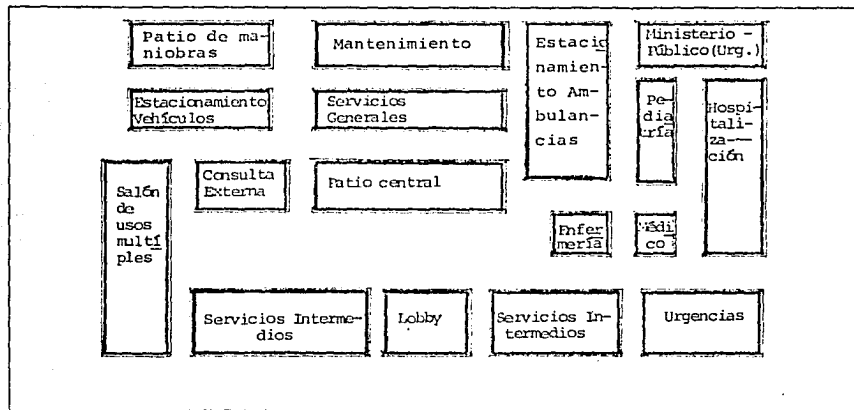 Patio de ma-
niobras
Mantenimiento
Estacio
namien-
to Am-
bulan-
cias
Ministerio -
Público(Urg.)
Estacionamiento
Vehículos
Servicios
Generales
Pe-
dia
tría
Hospi-
tali-
za-
ción
Salón
de
usos
multí
ples
Consulta
Externa
Patio central
Enfer
mería
Médi
co
Servicios Interme-
dios
Lobby
Servicios In-
termedios
Urgencias